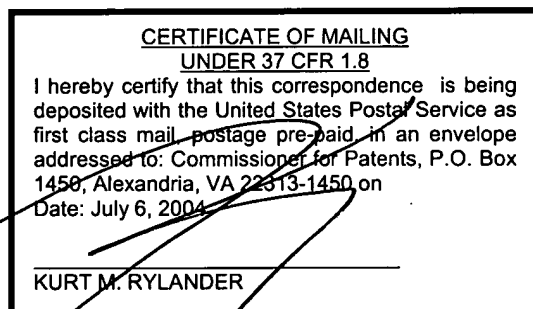 CERTIFICATE OF MAILING
UNDER 37 CFR 1.8
I hereby certify that this correspondence is being
deposited with the United States Postal Service as
first class mail, postage pre-paid, in an envelope
addressed to: Commissioner for Patents, P.O. Box
1450, Alexandria, VA 22313-1450 on
Date: July 6, 2004
KURT M. RYLANDER